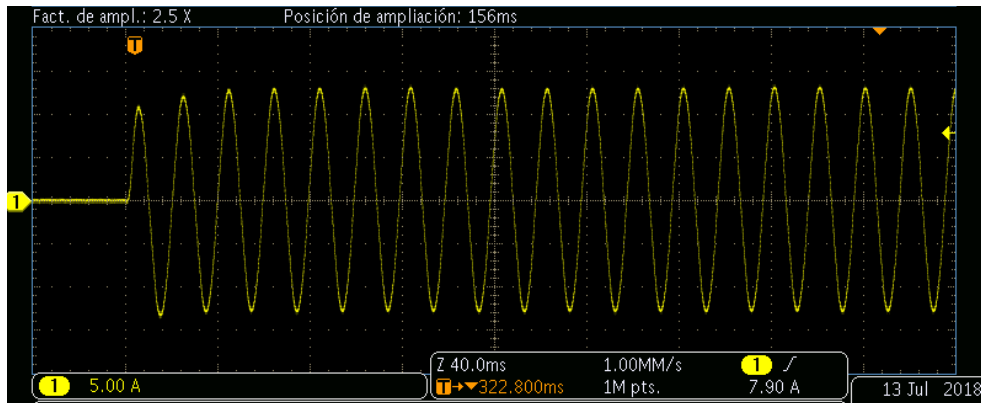 Fact. de ampl.: 2.5 X Posición de ampliación: 156ms
T
1
Z 40.0ms 1.00MM/s 1
1 5.00 A T→▼322.800ms 1M pts. 7.90 A 13 Jul 2018